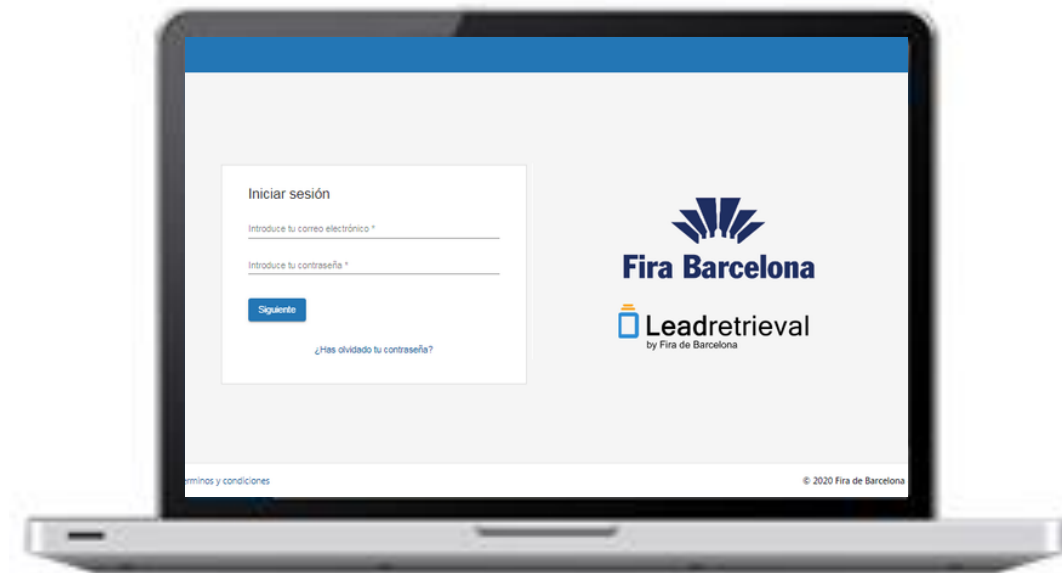 Iniciar sesión
Introduce tu correo electrónico *
Introduce tu contraseña *
Siguiente
¿Has olvidado tu contraseña?
Fira Barcelona
Leadretrieval
by Fira de Barcelona
erminos y condiciones
© 2020 Fira de Barcelona